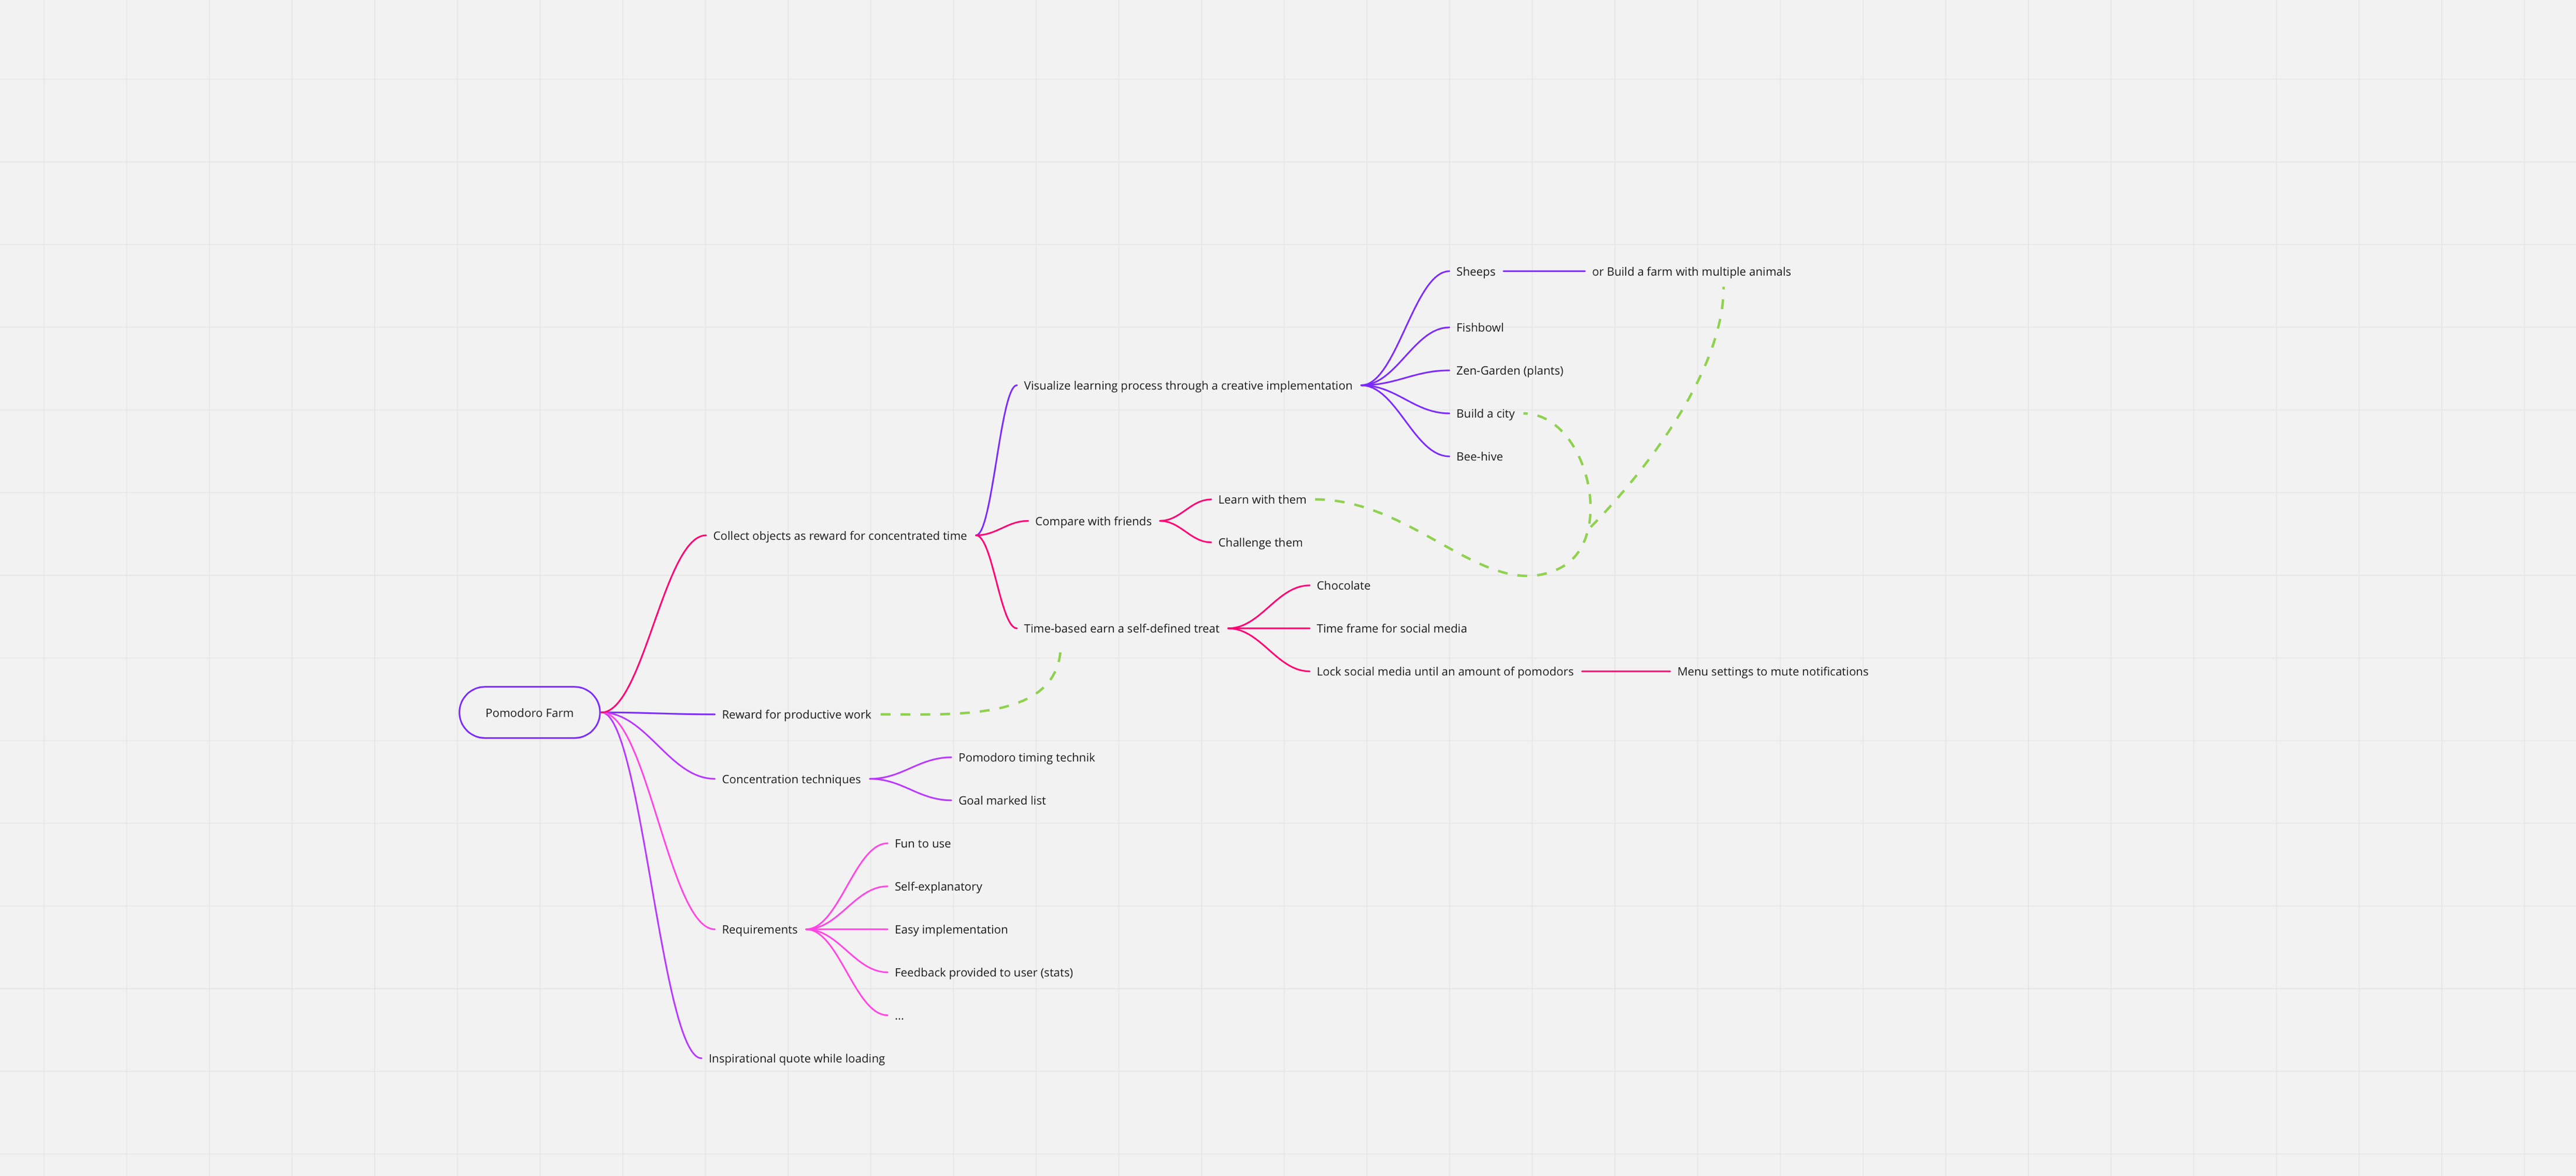 Pomodoro Farm
Collect objects as reward for concentrated time
Visualize learning process through a creative implementation
Sheeps
or Build a farm with multiple animals
Fishbowl
Zen-Garden (plants)
Build a city
Bee-hive
Compare with friends
Learn with them
Challenge them
Time-based earn a self-defined treat
Chocolate
Time frame for social media
Lock social media until an amount of pomodors
Menu settings to mute notifications
Reward for productive work
Concentration techniques
Pomodoro timing technik
Goal marked list
Requirements
Fun to use
Self-explanatory
Easy implementation
Feedback provided to user (stats)
...
Inspirational quote while loading